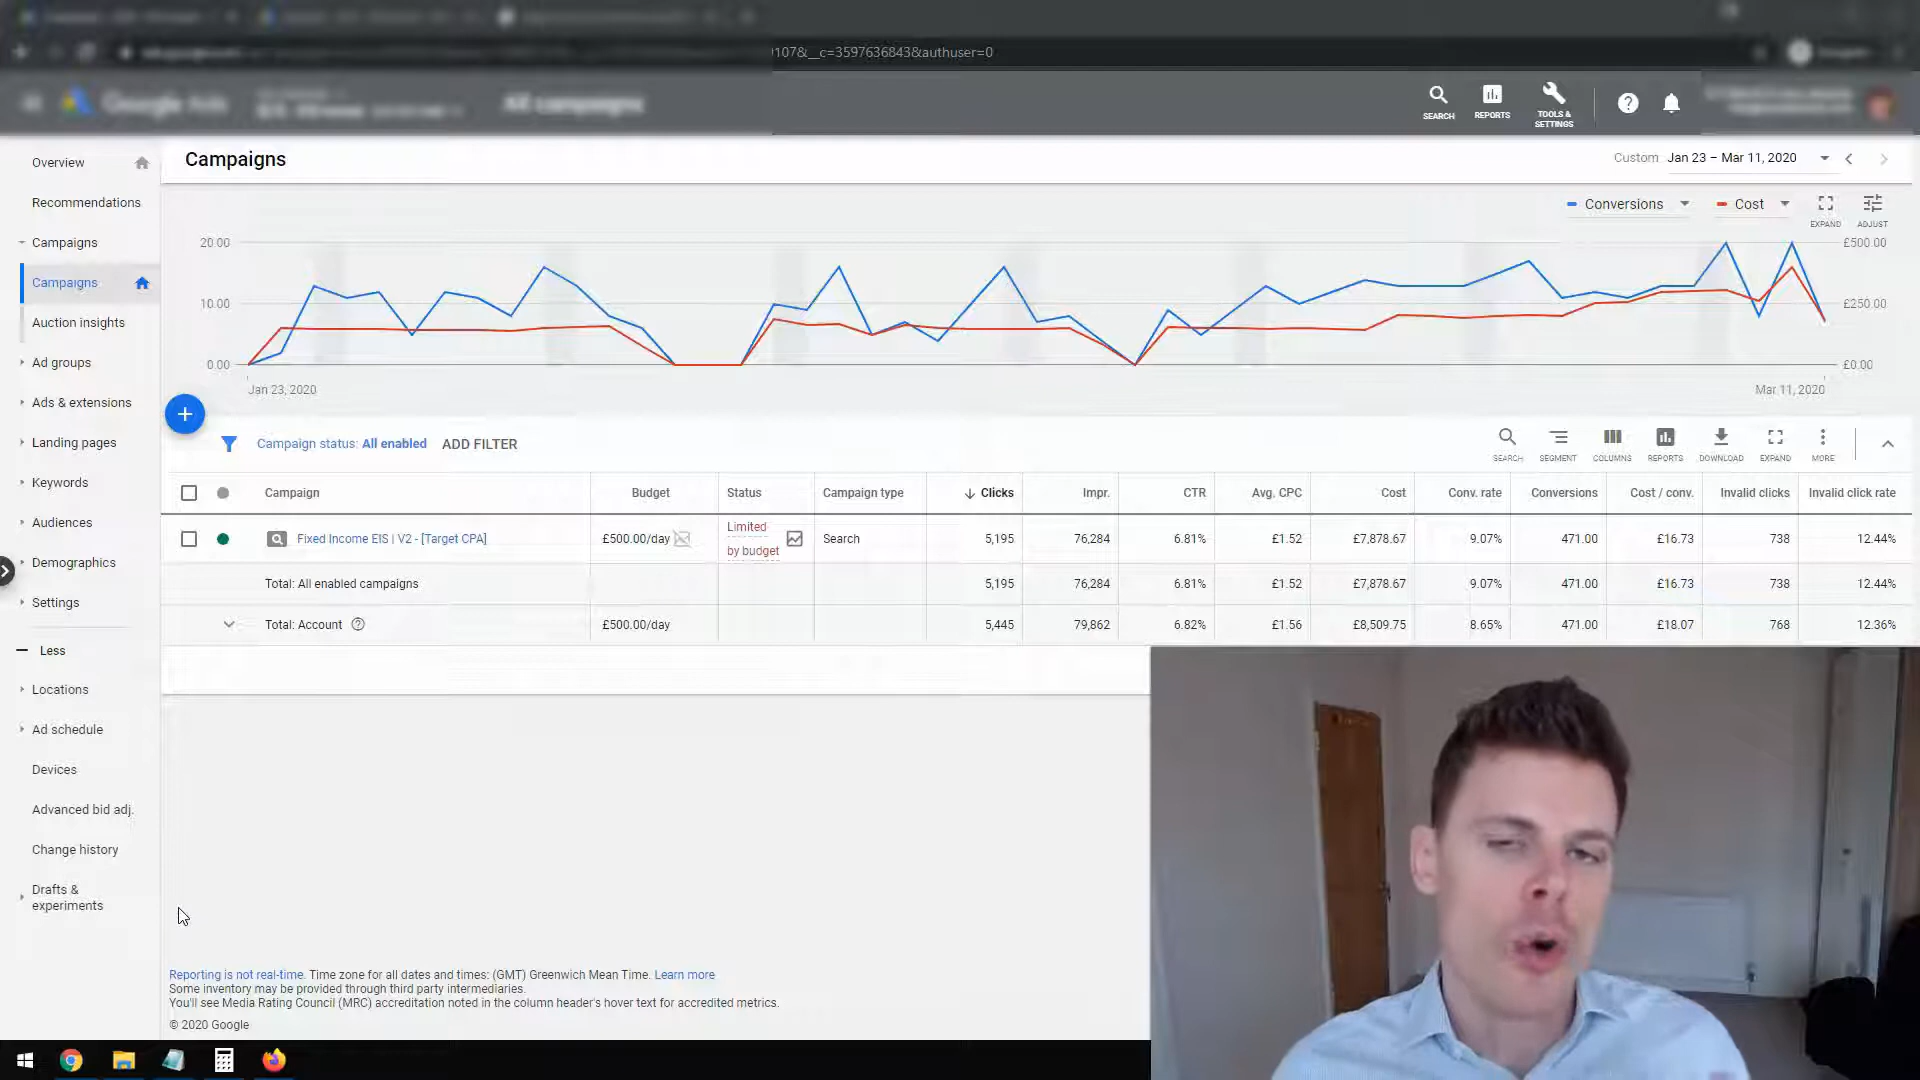 107&__c=3597636843&authuser=0
Google Ads
All campaigns
SEARCH
REPORTS
TOOLS &
SETTINGS
Overview
Recommendations
Campaigns
Campaigns
Auction insights
Ad groups
Ads & extensions
Landing pages
Keywords
Audiences
Demographics
Settings
Less
Locations
Ad schedule
Devices
Advanced bid adj.
Change history
Drafts &
experiments
Campaigns
Custom Jan 23 – Mar 11, 2020
Conversions Cost
EXPAND ADJUST
20.00 £500.00
10.00 £250.00
0.00 £0.00
Jan 23, 2020 Mar 11, 2020
Campaign status: All enabled ADD FILTER
SEARCH SEGMENT COLUMNS REPORTS DOWNLOAD EXPAND MORE
Campaign Budget Status Campaign type Clicks Impr. CTR Avg. CPC Cost Conv. rate Conversions Cost / conv. Invalid clicks Invalid click rate
Fixed Income EIS | V2 - [Target CPA] £500.00/day Limited by budget Search 5,195 76,284 6.81% £1.52 £7,878.67 9.07% 471.00 £16.73 738 12.44%
Total: All enabled campaigns 5,195 76,284 6.81% £1.52 £7,878.67 9.07% 471.00 £16.73 738 12.44%
Total: Account £500.00/day 5,445 79,862 6.82% £1.56 £8,509.75 8.65% 471.00 £18.07 768 12.36%
Reporting is not real-time. Time zone for all dates and times: (GMT) Greenwich Mean Time. Learn more
Some inventory may be provided through third party intermediaries.
You'll see Media Rating Council (MRC) accreditation noted in the column header's hover text for accredited metrics.
© 2020 Google